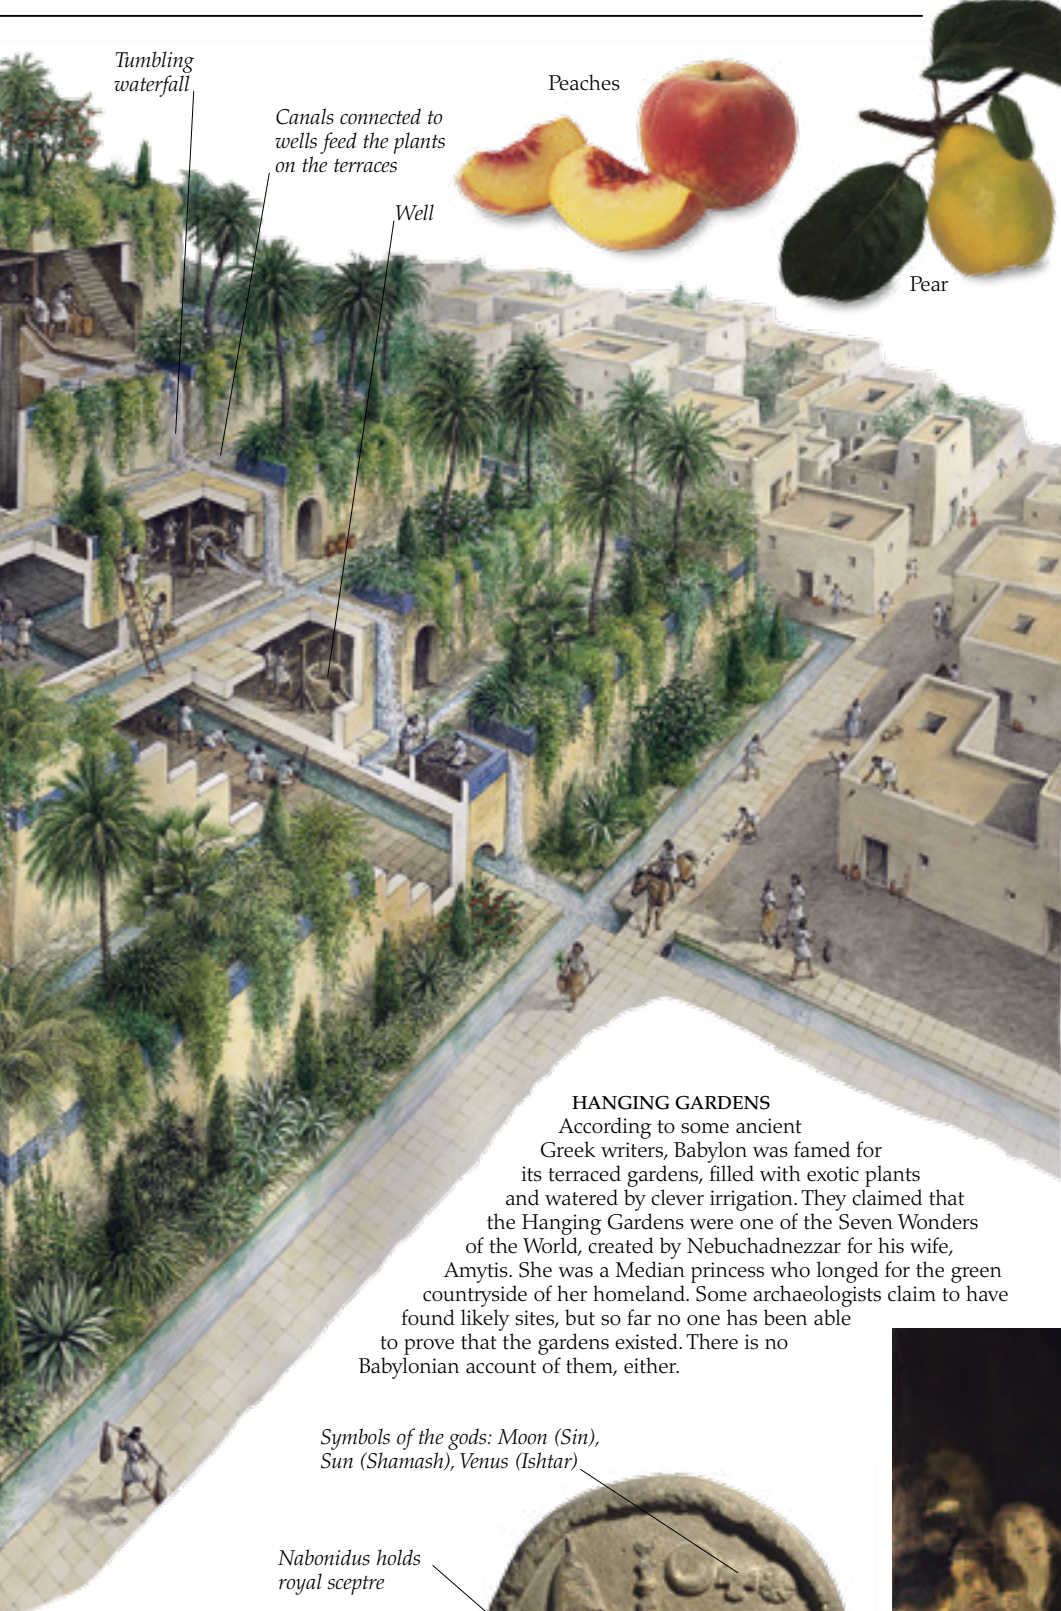 Tumbling
waterfall
Canals connected to
wells feed the plants
on the terraces
Well
Peaches
Pear
HANGING GARDENS
According to some ancient
Greek writers, Babylon was famed for
its terraced gardens, filled with exotic plants
and watered by clever irrigation. They claimed that
the Hanging Gardens were one of the Seven Wonders
of the World, created by Nebuchadnezzar for his wife,
Amytis. She was a Median princess who longed for the green
countryside of her homeland. Some archaeologists claim to have
found likely sites, but so far no one has been able
to prove that the gardens existed. There is no
Babylonian account of them, either.
Symbols of the gods: Moon (Sin),
Sun (Shamash), Venus (Ishtar)
Nabonidus holds
royal sceptre